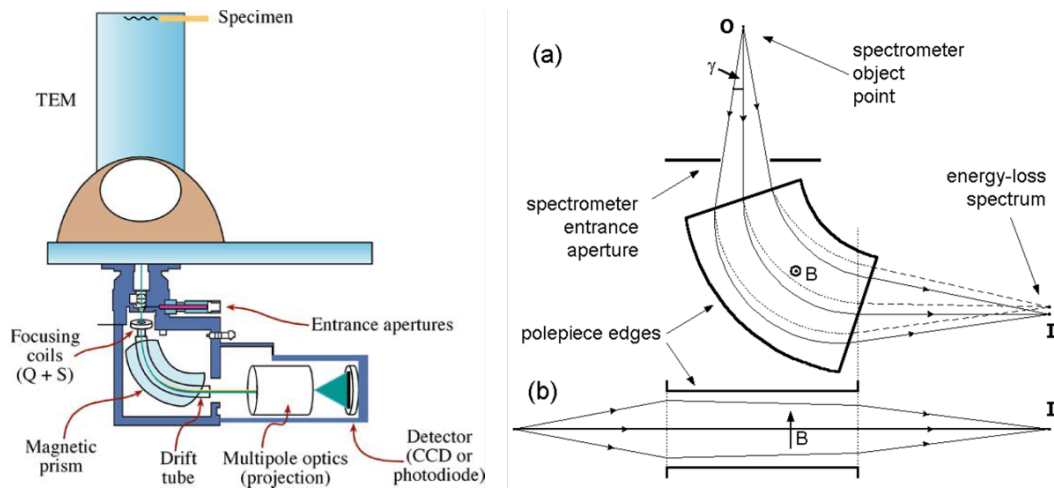 Specimen
TEM
Entrance apertures
Focusing
coils
(Q + S)
Magnetic
prism
Drift
tube
Multipole optics
(projection)
Detector
(CCD or
photodiode)
(a)
O
γ
spectrometer
object
point
spectrometer
entrance
aperture
energy-loss
spectrum
B
I
polepiece edges
(b)
I
B